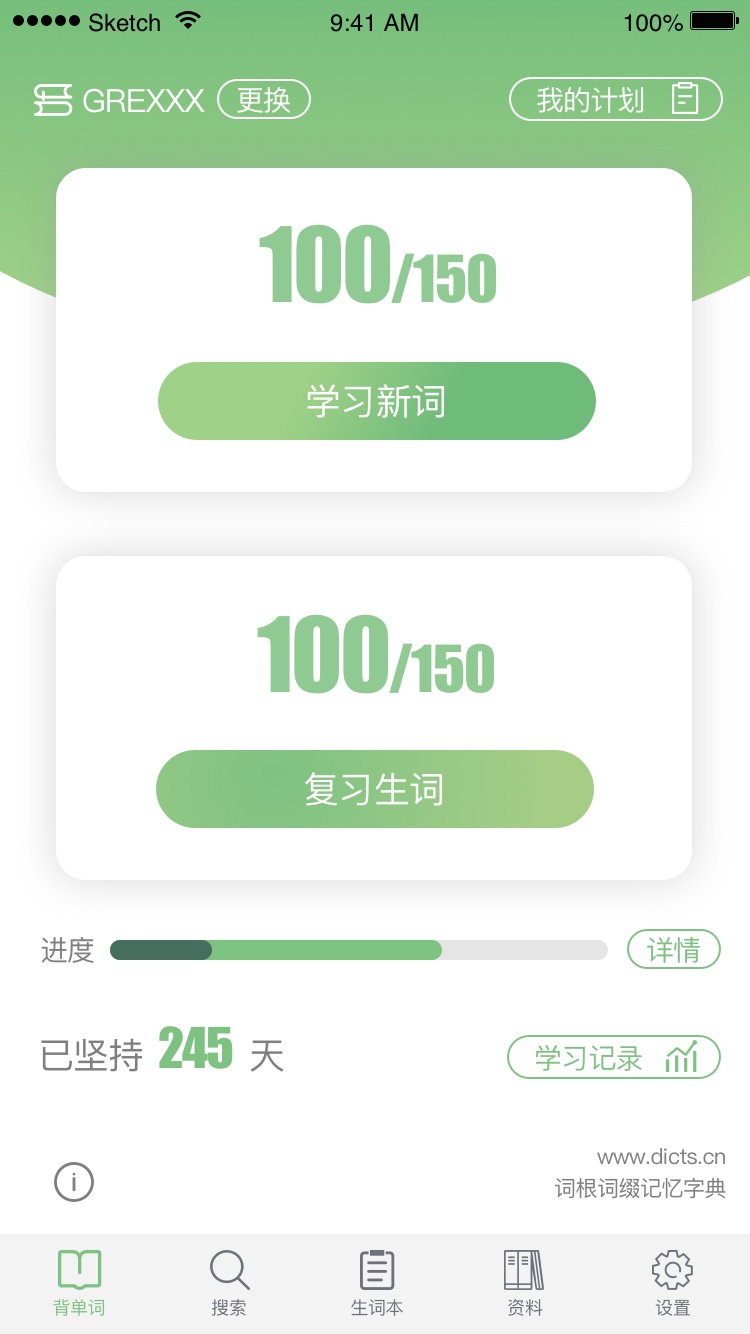 Sketch 9:41 AM 100%
GREXXX 更换 我的计划
100/150
学习新词
100/150
复习生词
进度 详情
已坚持 245 天 学习记录
www.dicts.cn
词根词缀记忆字典
背单词 搜索 生词本 资料 设置